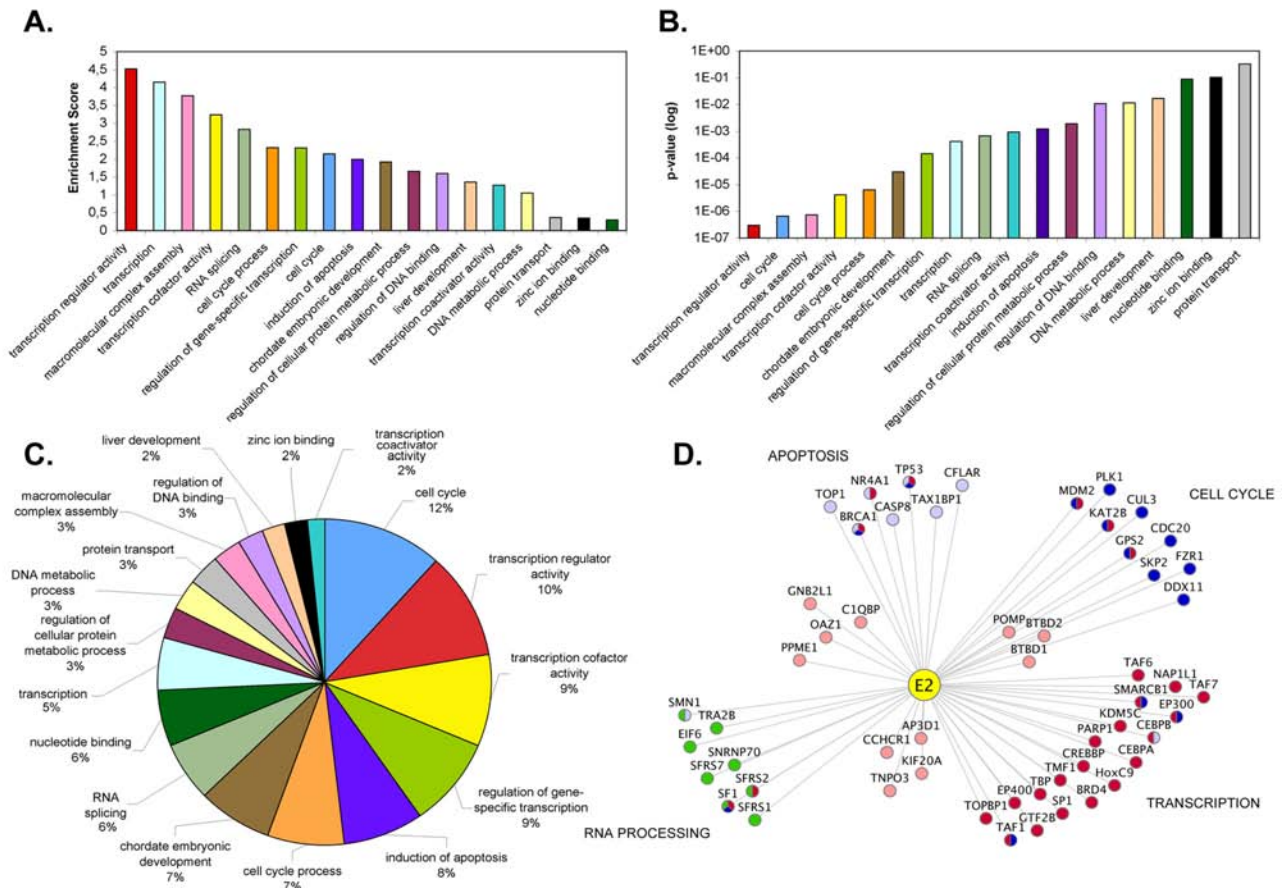 A.
Enrichment Score
5
4,5
4
3,5
3
2,5
2
1,5
1
0,5
0
transcription regulator activity
transcription
macromolecular complex assembly
transcription cofactor activity
RNA splicing
cell cycle process
regulation of gene-specific transcription
cell cycle
induction of apoptosis
chordate embryonic development
regulation of cellular protein metabolic process
regulation of DNA binding
liver development
transcription coactivator activity
DNA metabolic process
protein transport
zinc ion binding
nucleotide binding
B.
p-value (log)
1E+00
1E-01
1E-02
1E-03
1E-04
1E-05
1E-06
1E-07
transcription regulator activity
cell cycle
macromolecular complex assembly
transcription cofactor activity
cell cycle process
chordate embryonic development
regulation of gene-specific transcription
transcription
RNA splicing
transcription coactivator activity
induction of apoptosis
regulation of cellular protein metabolic process
regulation of DNA binding
DNA metabolic process
liver development
nucleotide binding
zinc ion binding
protein transport
C.
cell cycle
12%
transcription regulator
activity
10%
transcription cofactor
activity
9%
regulation of gene-
specific transcription
9%
induction of apoptosis
8%
cell cycle process
7%
chordate embryonic
development
7%
RNA
splicing
6%
nucleotide binding
6%
transcription
5%
regulation of
cellular protein
metabolic process
3%
DNA metabolic
process
3%
protein transport
3%
macromolecular
complex assembly
3%
regulation of
DNA binding
3%
liver development
2%
zinc ion binding
2%
transcription
coactivator
activity
2%
D.
APOPTOSIS
TOP1
NR4A1
BRCA1
CASP8
TP53
TAX1BP1
CFLAR
CELL CYCLE
PLK1
MDM2
CUL3
KAT2B
CDC20
GPS2
FZR1
SKP2
DDX11
GNB2L1
C1QBP
OAZ1
PPME1
POMP
BTBD2
BTBD1
E2
TRANSCRIPTION
TAF6
NAP1L1
TAF7
SMARCB1
EP300
KDM5C
CEBPB
PARP1
CEBPA
CREBBP
TMF1
HoxC9
TBP
BRD4
EP400
SP1
TOPBP1
GTF2B
TAF1
AP3D1
CCHCR1
KIF20A
TNPO3
RNA PROCESSING
SMN1
TRA2B
EIF6
SNRNP70
SFRS7
SFRS2
SF1
SFRS1